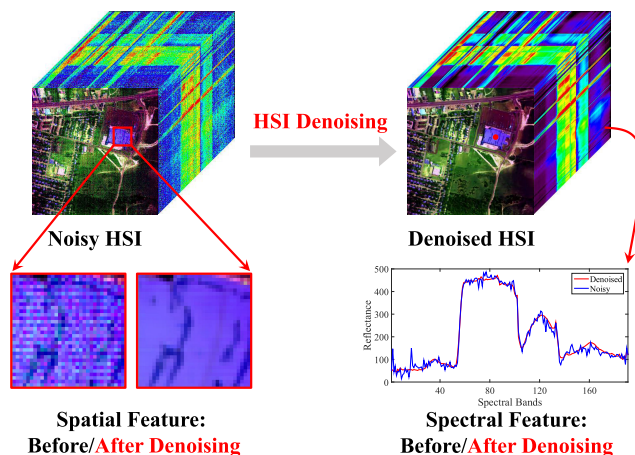 HSI Denoising
Noisy HSI
Denoised HSI
500
400
300
200
100
0
Reflectance
Denoised
Noisy
40
80
120
160
Spectral Bands
Spatial Feature:
Before/After Denoising
Spectral Feature:
Before/After Denoising